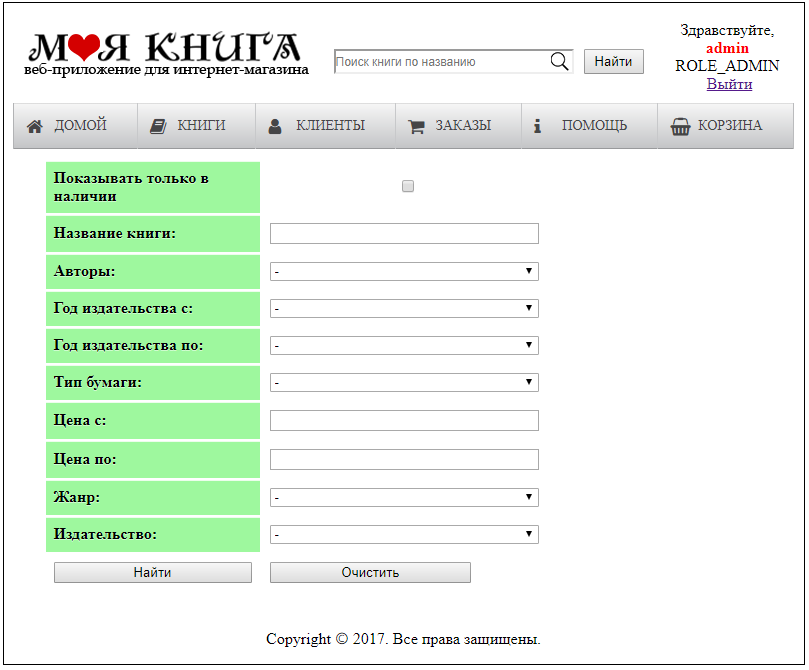 МОЯ КНИГА
веб-приложение для интернет-магазина
Поиск книги по названию
Найти
Здравствуйте,
admin
ROLE_ADMIN
Выйти
ДОМОЙ
КНИГИ
КЛИЕНТЫ
ЗАКАЗЫ
ПОМОЩЬ
КОРЗИНА
Показывать только в
наличии
Название книги:
Авторы:
-
Год издательства с:
-
Год издательства по:
-
Тип бумаги:
-
Цена с:
Цена по:
Жанр:
-
Издательство:
-
Найти
Очистить
Copyright © 2017. Все права защищены.